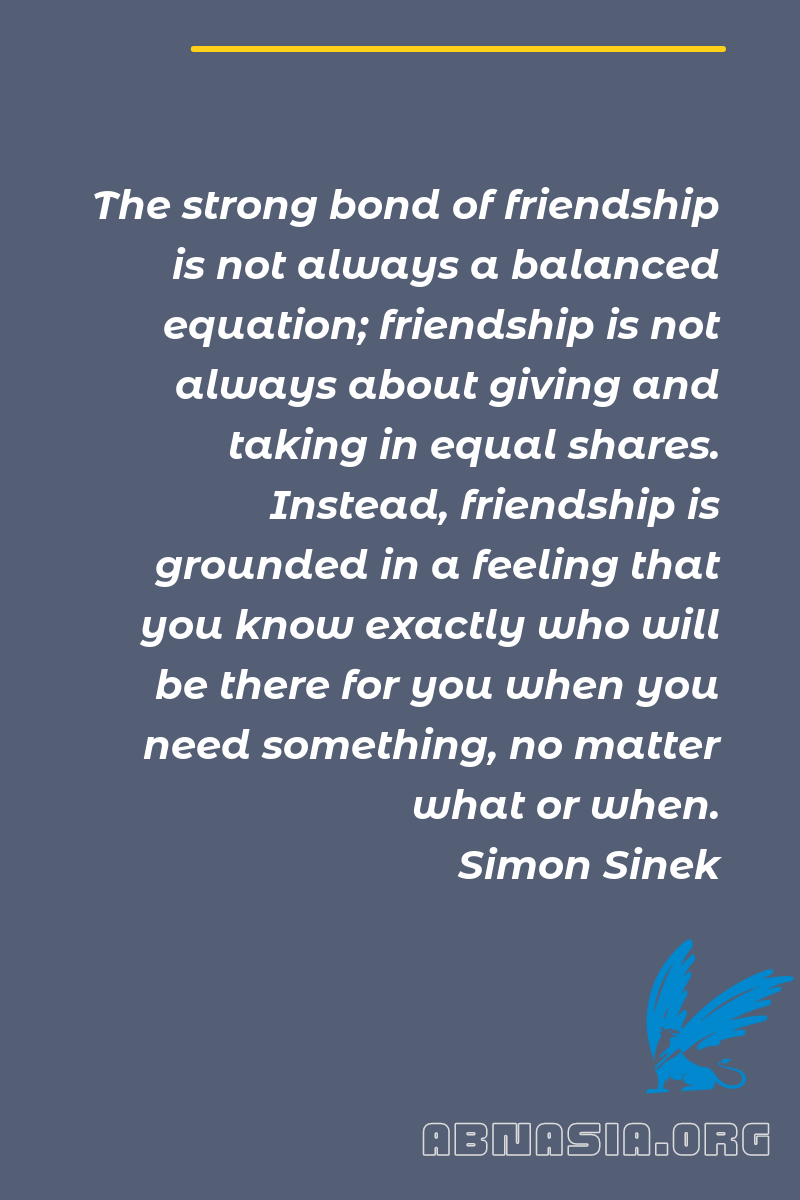 The strong bond of friendship
is not always a balanced
equation; friendship is not
always about giving and
taking in equal shares.
Instead, friendship is
grounded in a feeling that
you know exactly who will
be there for you when you
need something, no matter
what or when.
Simon Sinek
ABNASIA.ORG